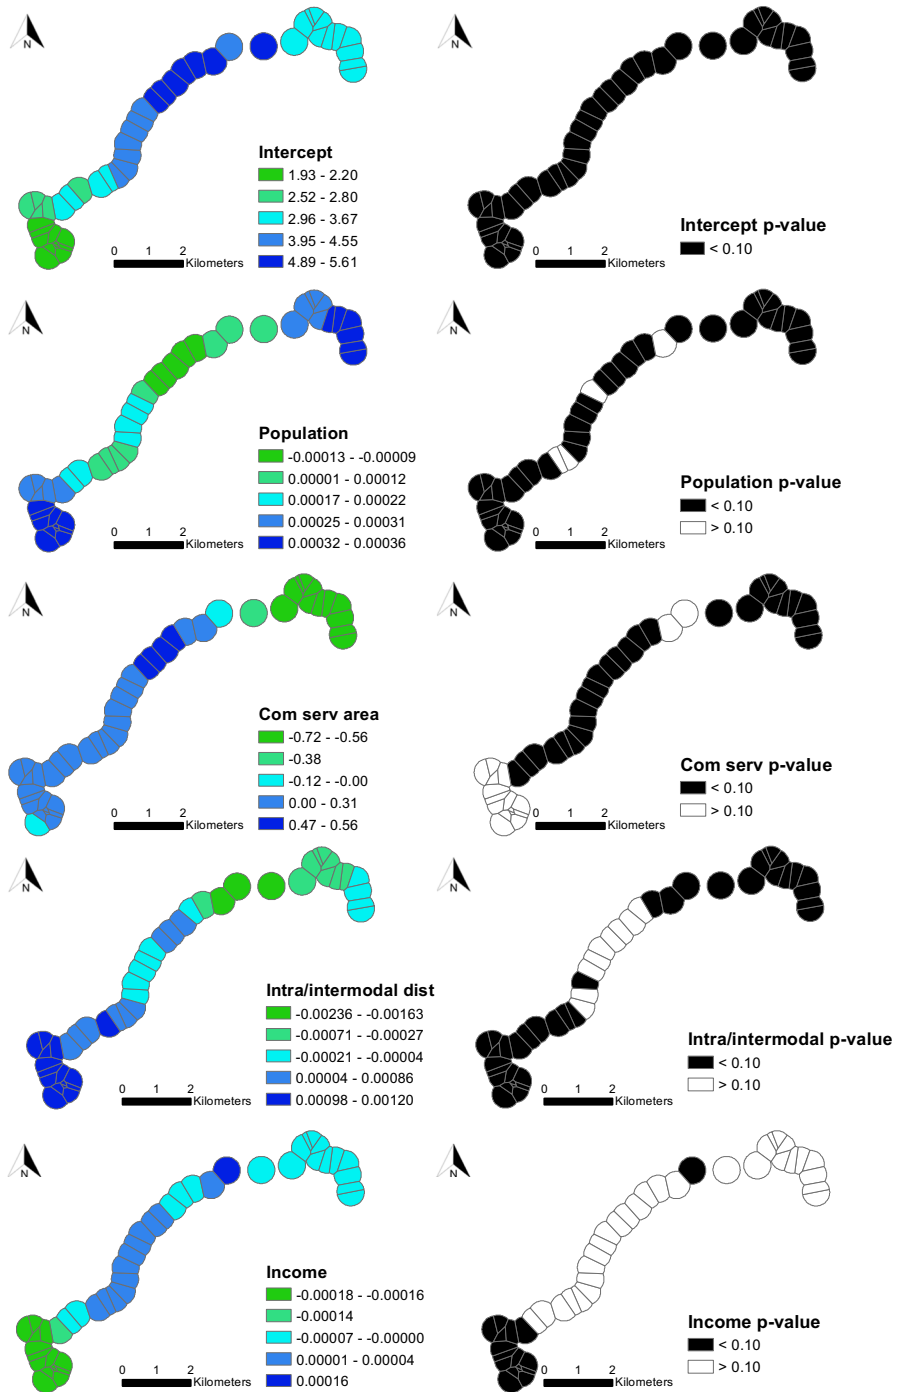 N
N
Intercept
1.93 - 2.20
2.52 - 2.80
2.96 - 3.67
3.95 - 4.55
4.89 - 5.61
0 1 2
Kilometers
Intercept p-value
< 0.10
0 1 2
Kilometers
N
N
Population
-0.00013 - -0.00009
0.00001 - 0.00012
0.00017 - 0.00022
0.00025 - 0.00031
0.00032 - 0.00036
0 1 2
Kilometers
Population p-value
< 0.10
> 0.10
0 1 2
Kilometers
N
N
Com serv area
-0.72 - -0.56
-0.38
-0.12 - -0.00
0.00 - 0.31
0.47 - 0.56
0 1 2
Kilometers
Com serv p-value
< 0.10
> 0.10
0 1 2
Kilometers
N
N
Intra/intermodal dist
-0.00236 - -0.00163
-0.00071 - -0.00027
-0.00021 - -0.00004
0.00004 - 0.00086
0.00098 - 0.00120
0 1 2
Kilometers
Intra/intermodal p-value
< 0.10
> 0.10
0 1 2
Kilometers
N
N
Income
-0.00018 - -0.00016
-0.00014
-0.00007 - -0.00000
0.00001 - 0.00004
0.00016
0 1 2
Kilometers
Income p-value
< 0.10
> 0.10
0 1 2
Kilometers